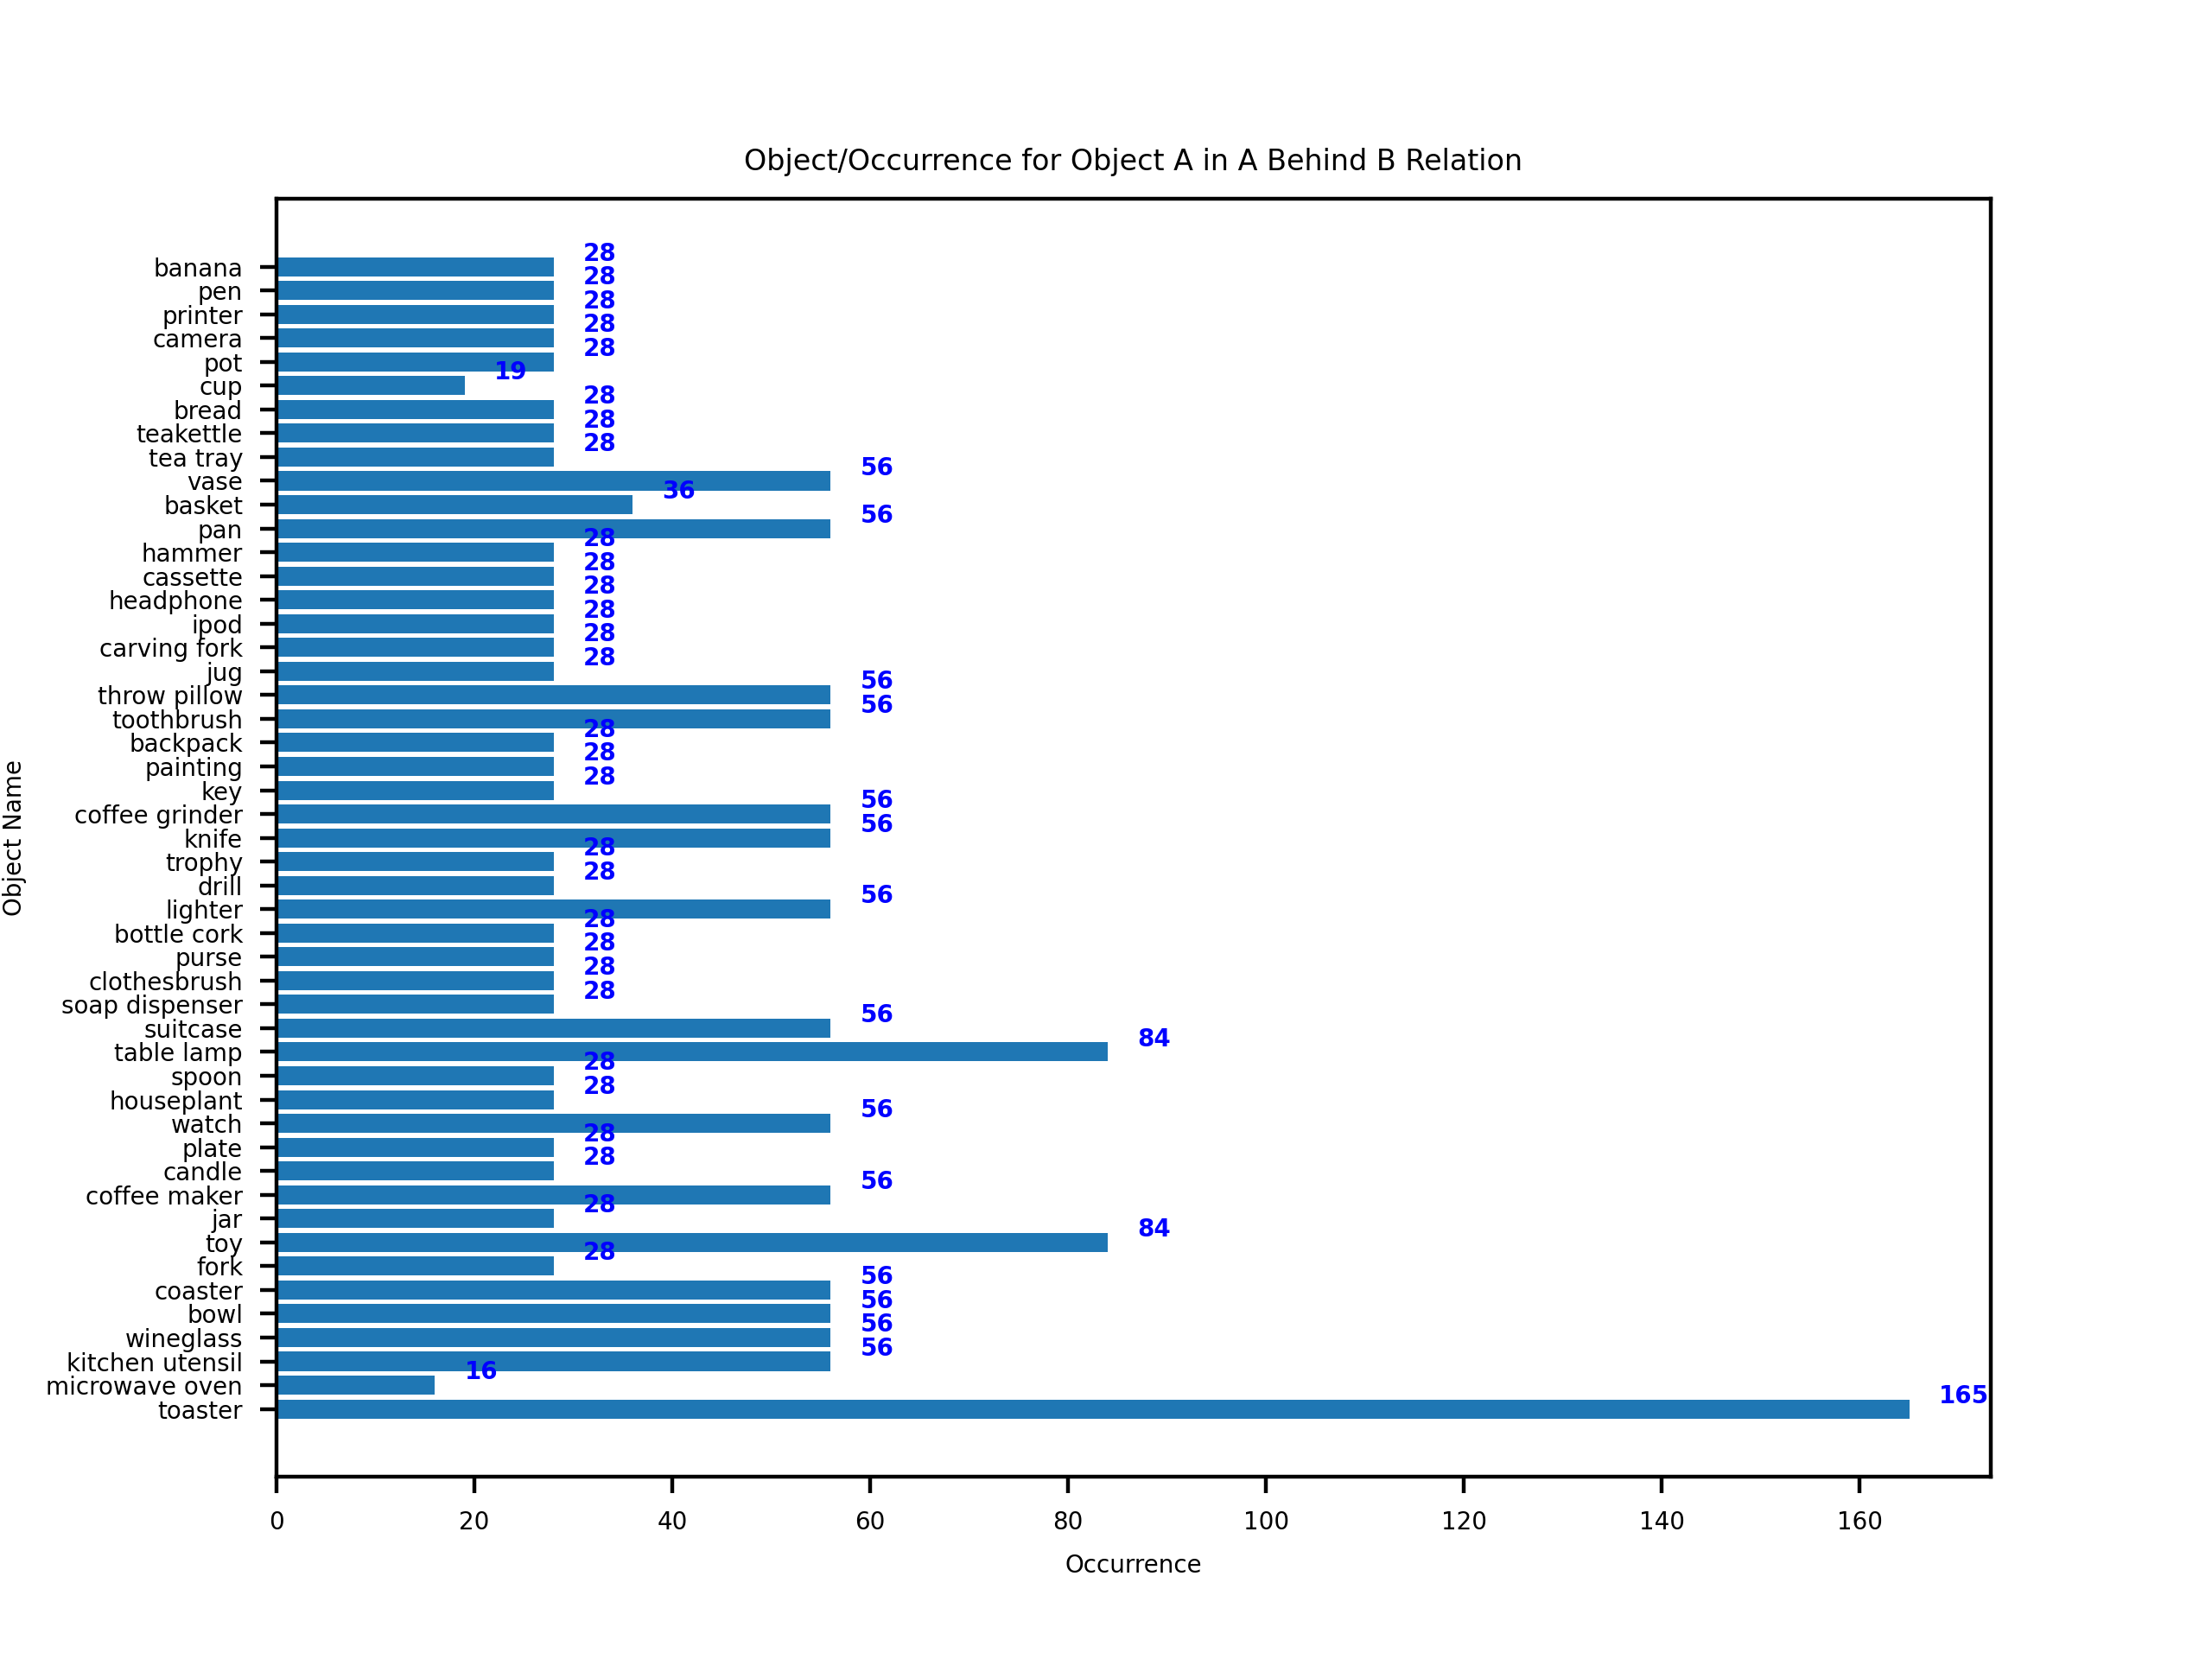 Object/Occurrence for Object A in A Behind B Relation
28
banana
28
pen
28
printer
28
camera
28
pot
19
cup
28
bread
28
teakettle
28
tea tray
56
vase
36
basket
56
pan
28
hammer
28
cassette
28
headphone
28
ipod
28
carving fork
28
jug
56
throw pillow
56
toothbrush
28
backpack
28
painting
28
key
56
coffee grinder
56
knife
28
trophy
28
drill
56
lighter
28
bottle cork
28
purse
28
clothesbrush
28
soap dispenser
56
suitcase
84
table lamp
28
spoon
28
houseplant
56
watch
28
plate
28
candle
56
coffee maker
28
jar
84
toy
28
fork
56
coaster
56
bowl
56
wineglass
56
kitchen utensil
16
microwave oven
165
toaster
Object Name
0 20 40 60 80 100 120 140 160
Occurrence